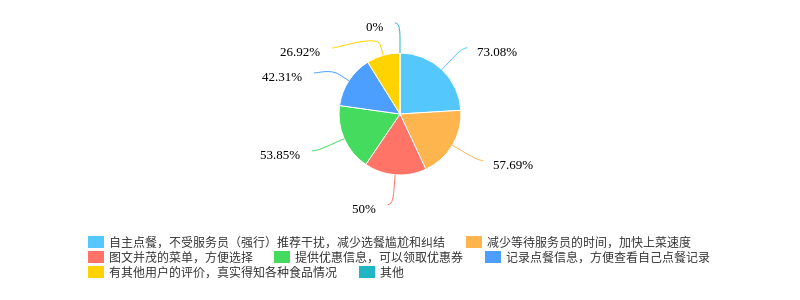 0%
26.92%
73.08%
42.31%
53.85%
57.69%
50%
自主点餐，不受服务员（强行）推荐干扰，减少选餐尴尬和纠结
减少等待服务员的时间，加快上菜速度
图文并茂的菜单，方便选择
提供优惠信息，可以领取优惠券
记录点餐信息，方便查看自己点餐记录
有其他用户的评价，真实得知各种食品情况
其他